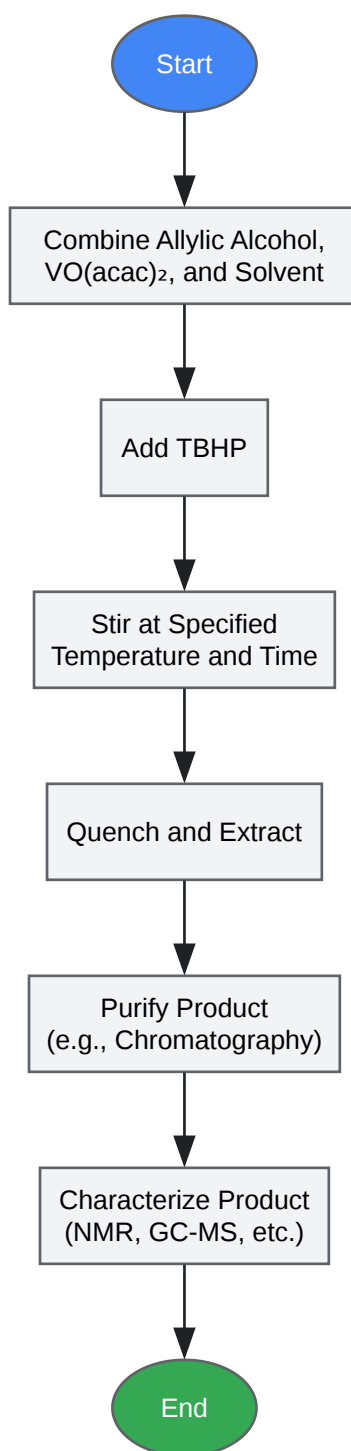 Start
Combine Allylic Alcohol,
VO(acac)₂, and Solvent
Add TBHP
Stir at Specified
Temperature and Time
Quench and Extract
Purify Product
(e.g., Chromatography)
Characterize Product
(NMR, GC-MS, etc.)
End